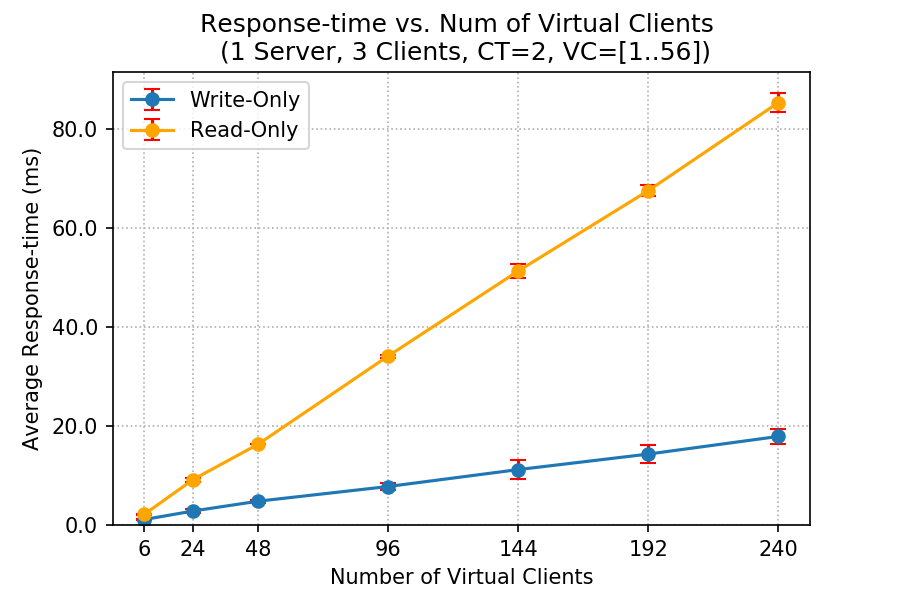 Response-time vs. Num of Virtual Clients
(1 Server, 3 Clients, CT=2, VC=[1..56])
Write-Only
Read-Only
Average Response-time (ms)
80.0
60.0
40.0
20.0
0.0
6 24 48 96 144 192 240
Number of Virtual Clients